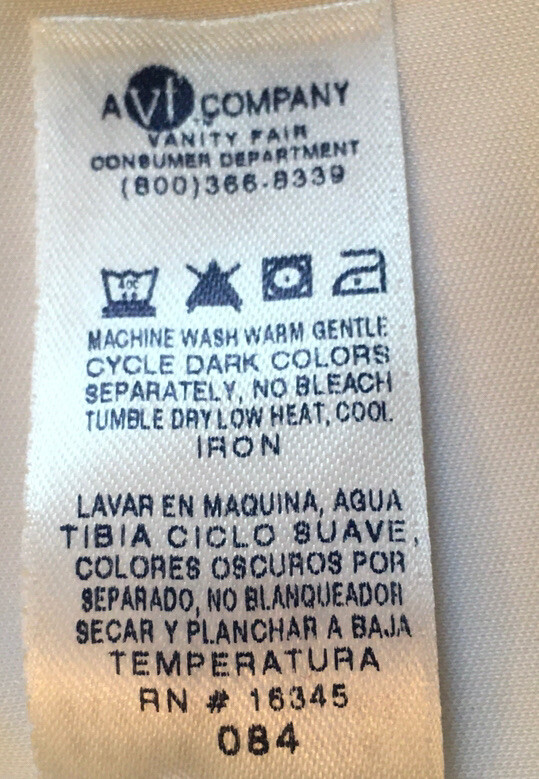 A vf COMPANY
VANITY FAIR
CONSUMER DEPARTMENT
(800)366-8339
MACHINE WASH WARM GENTLE
CYCLE DARK COLORS
SEPARATELY, NO BLEACH
TUMBLE DRY LOW HEAT, COOL
IRON
LAVAR EN MAQUINA, AGUA
TIBIA CICLO SUAVE,
COLORES OSCUROS POR
SEPARADO, NO BLANQUEADOR
SECAR Y PLANCHAR A BAJA
TEMPERATURA
RN # 16345
084